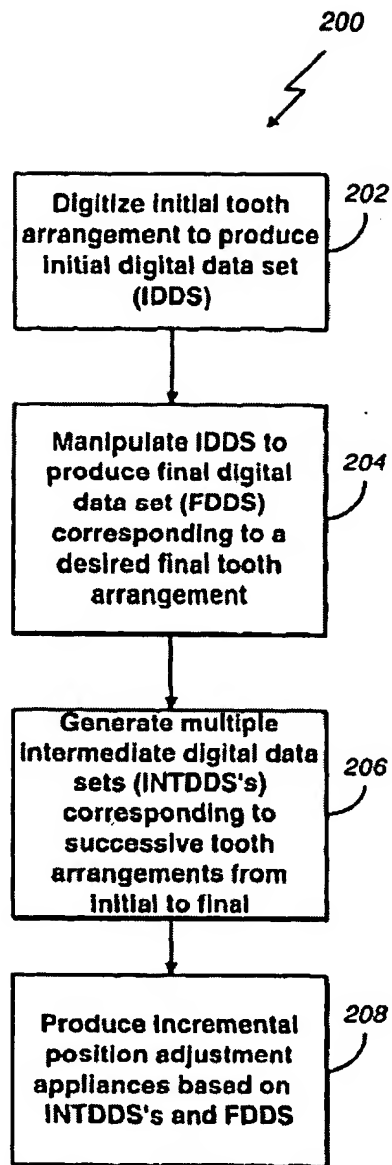 200
202
Digitize initial tooth
arrangement to produce
initial digital data set
(IDDS)
204
Manipulate IDDS to
produce final digital
data set (FDDS)
corresponding to a
desired final tooth
arrangement
206
Generate multiple
intermediate digital data
sets (INTDDS's)
corresponding to
successive tooth
arrangements from
initial to final
208
Produce incremental
position adjustment
appliances based on
INTDDS's and FDDS